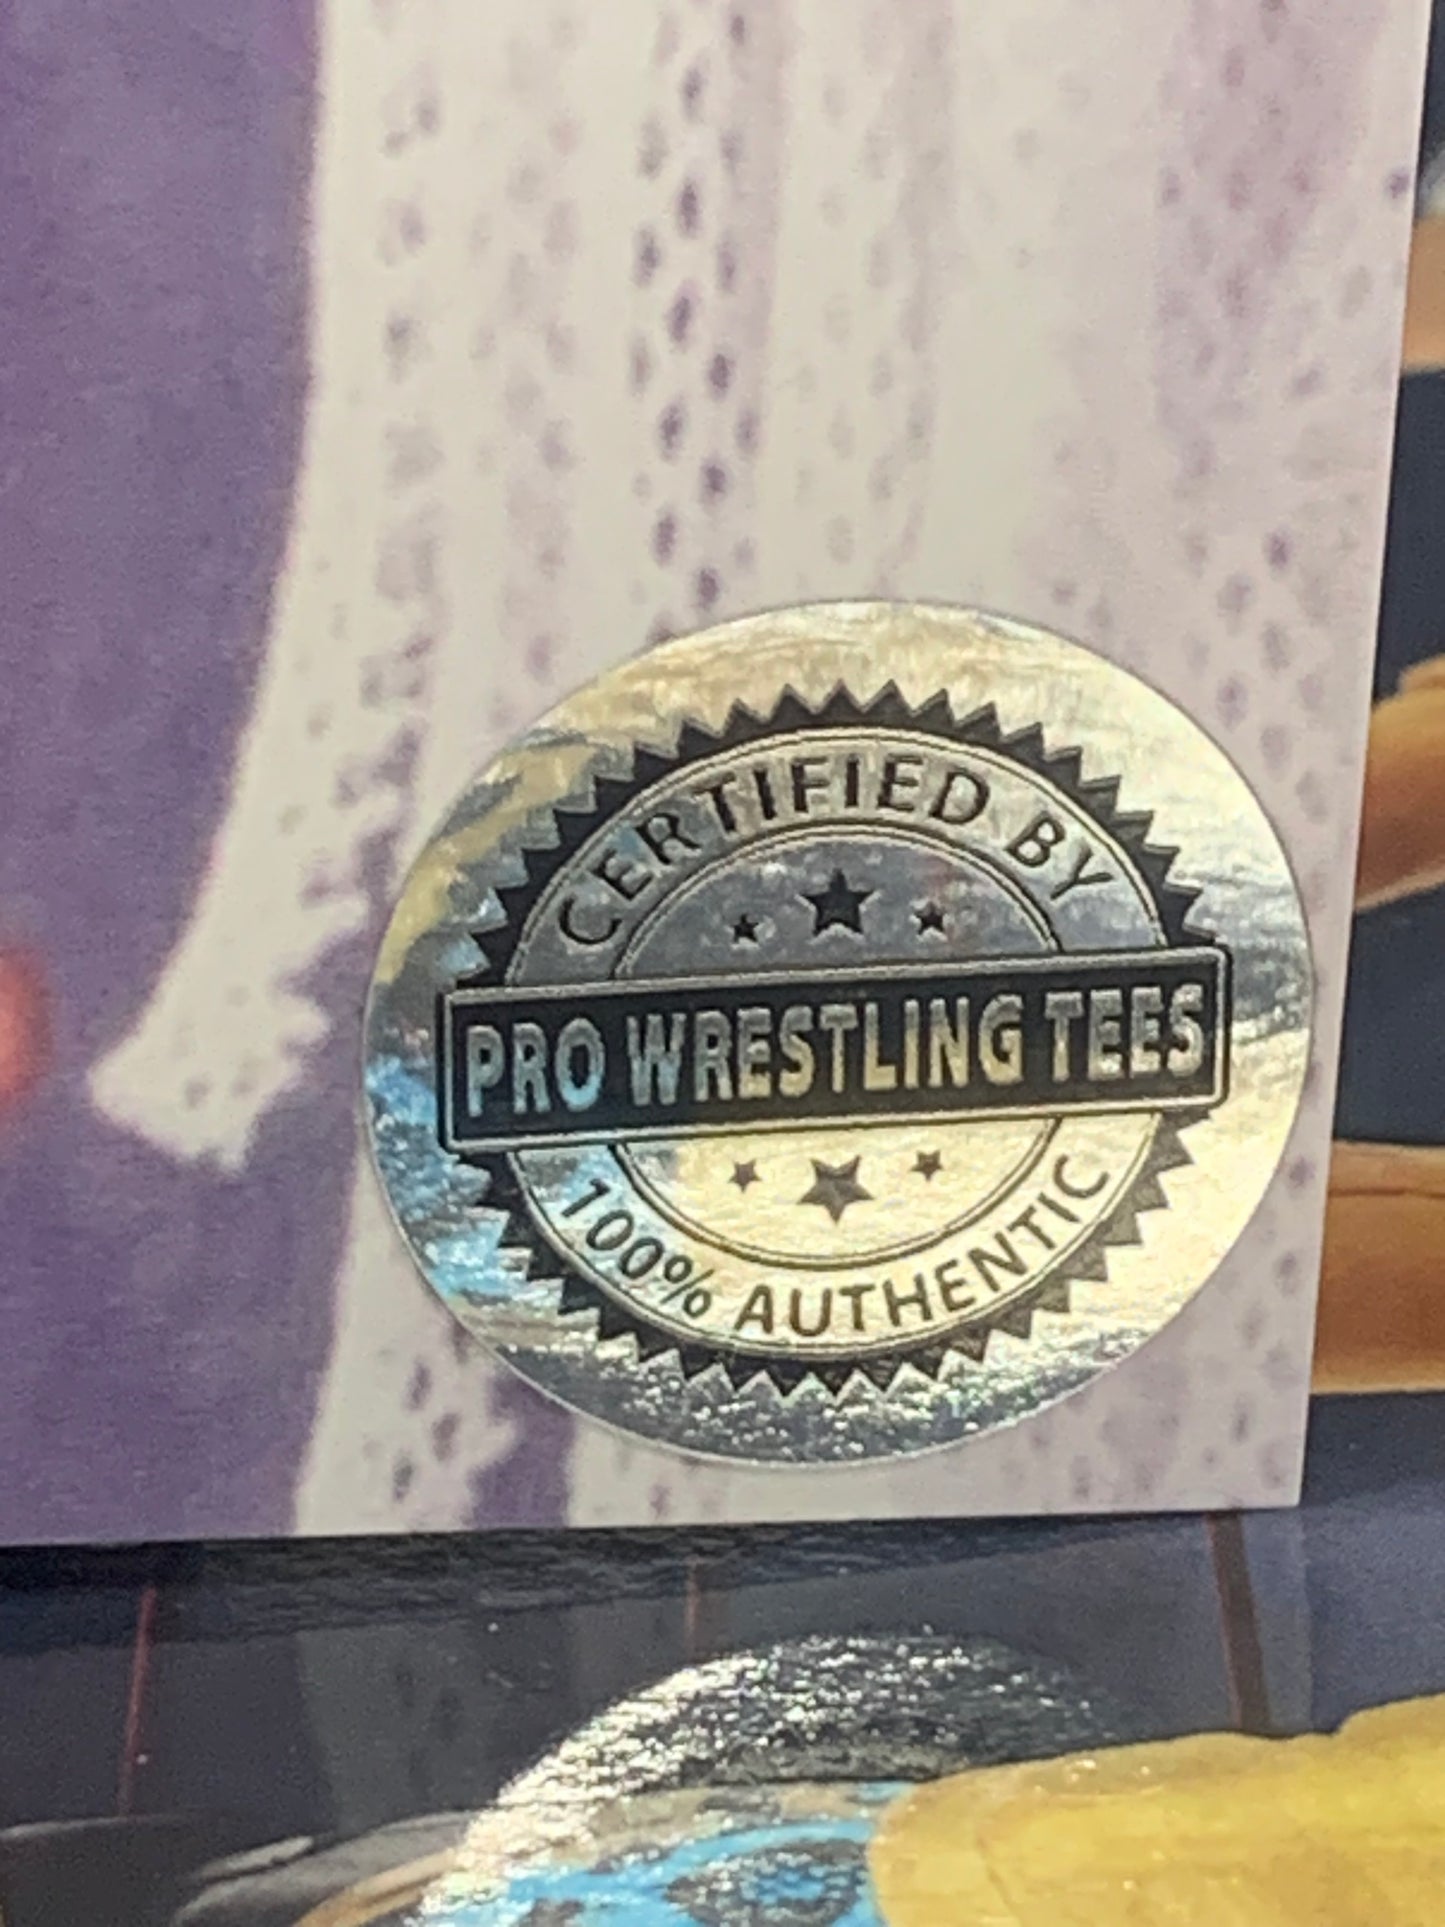 CERTIFIED BY
PRO WRESTLING TEES
100% AUTHENTIC